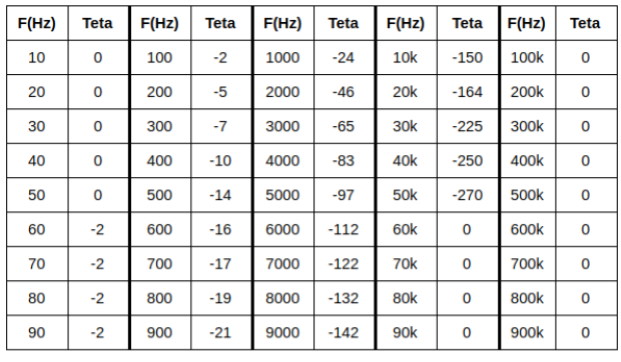 F(Hz) Teta F(Hz) Teta F(Hz) Teta F(Hz) Teta F(Hz) Teta
10 0 100 -2 1000 -24 10k -150 100k 0
20 0 200 -5 2000 -46 20k -164 200k 0
30 0 300 -7 3000 -65 30k -225 300k 0
40 0 400 -10 4000 -83 40k -250 400k 0
50 0 500 -14 5000 -97 50k -270 500k 0
60 -2 600 -16 6000 -112 60k 0 600k 0
70 -2 700 -17 7000 -122 70k 0 700k 0
80 -2 800 -19 8000 -132 80k 0 800k 0
90 -2 900 -21 9000 -142 90k 0 900k 0